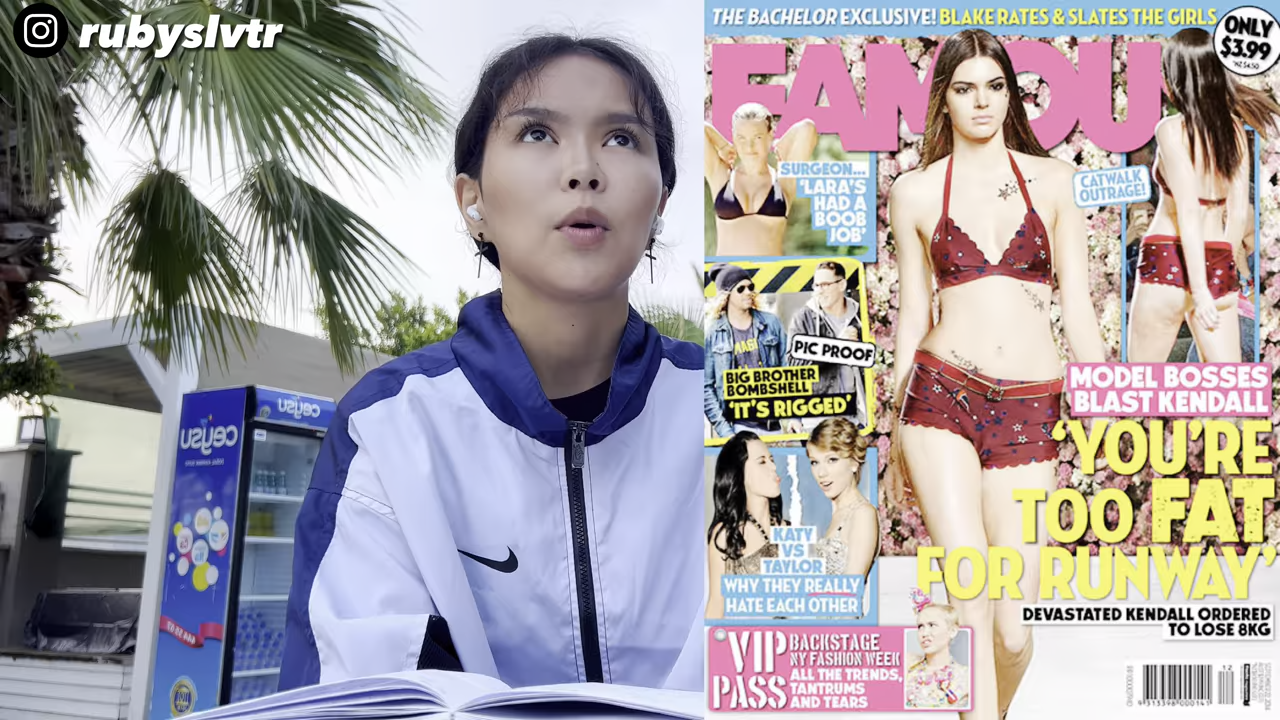 rubyslvtr
ceysu
ceysu
THE BACHELOR EXCLUSIVE! BLAKE RATES & SLATES THE GIRLS
ONLY
$3.99
FAMOU
SURGEON...
'LARA'S
HAD A
BOOB
JOB'
CATWALK
OUTRAGE!
PIC PROOF
BIG BROTHER
BOMBSHELL
'IT'S RIGGED'
MODEL BOSSES
BLAST KENDALL
'YOU'RE
TOO FAT
FOR RUNWAY'
KATY
VS
TAYLOR
WHY THEY REALLY
HATE EACH OTHER
DEVASTATED KENDALL ORDERED
TO LOSE 8KG
VIP
PASS
BACKSTAGE
NY FASHION WEEK
ALL THE TRENDS,
TANTRUMS
AND TEARS
12